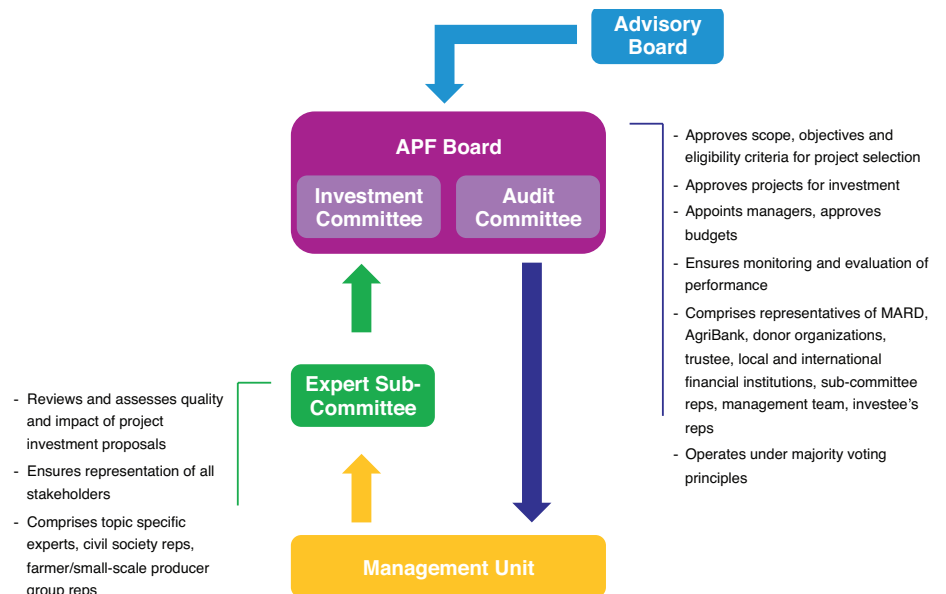 Advisory
Board
APF Board
Investment
Committee
Audit
Committee
- Approves scope, objectives and
eligibility criteria for project selection
- Approves projects for investment
- Appoints managers, approves
budgets
- Ensures monitoring and evaluation of
performance
- Comprises representatives of MARD,
AgriBank, donor organizations,
trustee, local and international
financial institutions, sub-committee
reps, management team, investee’s
reps
- Operates under majority voting
principles
Expert Sub-
Committee
- Reviews and assesses quality
and impact of project
investment proposals
- Ensures representation of all
stakeholders
- Comprises topic specific
experts, civil society reps,
farmer/small-scale producer
group reps
Management Unit